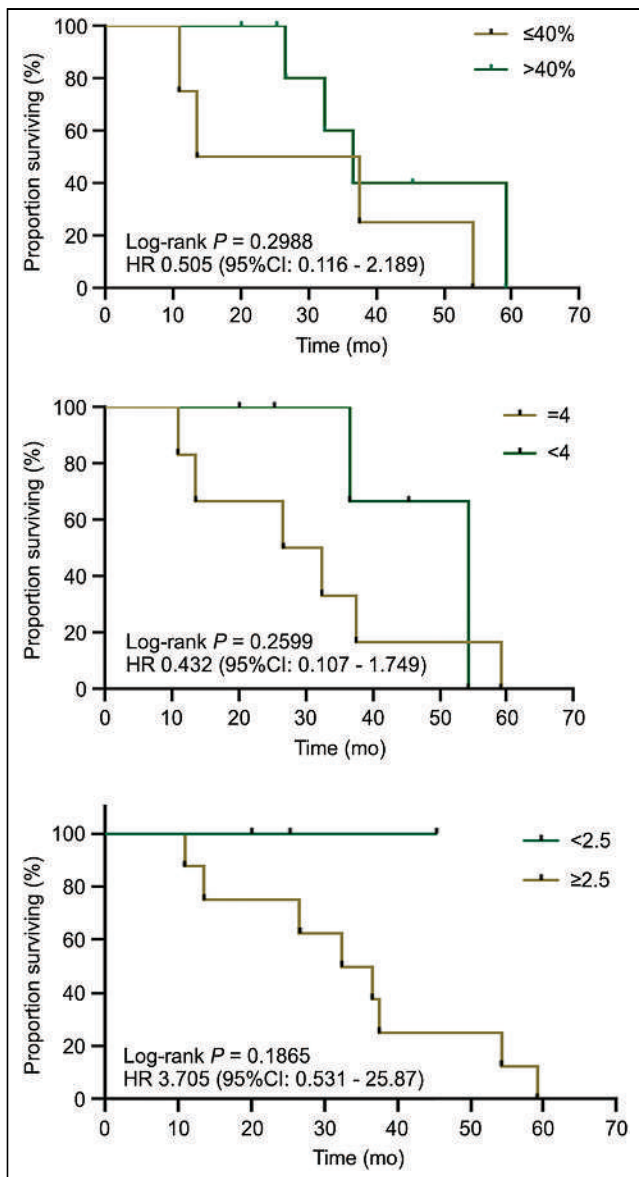 Proportion surviving (%)
100
80
60
40
20
0
≤40%
>40%
Log-rank P = 0.2988
HR 0.505 (95%CI: 0.116 - 2.189)
0 10 20 30 40 50 60 70
Time (mo)
Proportion surviving (%)
100
80
60
40
20
0
=4
<4
Log-rank P = 0.2599
HR 0.432 (95%CI: 0.107 - 1.749)
0 10 20 30 40 50 60 70
Time (mo)
Proportion surviving (%)
100
80
60
40
20
0
<2.5
≥2.5
Log-rank P = 0.1865
HR 3.705 (95%CI: 0.531 - 25.87)
0 10 20 30 40 50 60 70
Time (mo)